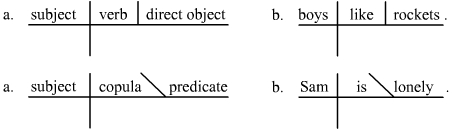 a. subject verb direct object b. boys like rockets .
a. subject copula predicate b. Sam is lonely .